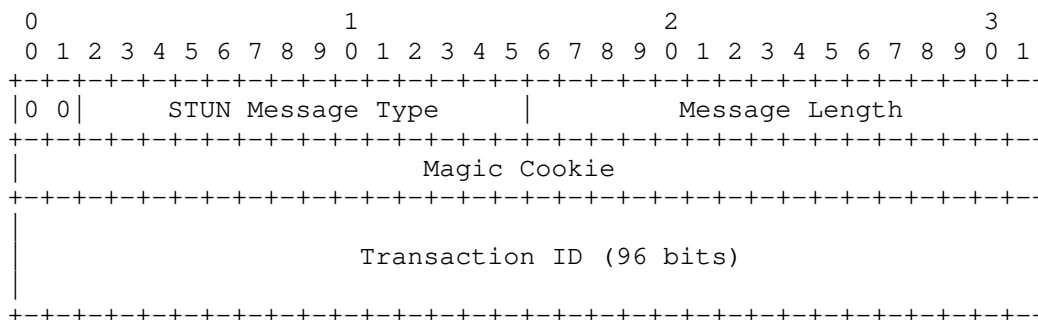 0                   1                   2                   3
0 1 2 3 4 5 6 7 8 9 0 1 2 3 4 5 6 7 8 9 0 1 2 3 4 5 6 7 8 9 0 1
+-+-+-+-+-+-+-+-+-+-+-+-+-+-+-+-+-+-+-+-+-+-+-+-+-+-+-+-+-+-+-+--
|0 0|     STUN Message Type     |         Message Length
+-+-+-+-+-+-+-+-+-+-+-+-+-+-+-+-+-+-+-+-+-+-+-+-+-+-+-+-+-+-+-+--
|                         Magic Cookie
+-+-+-+-+-+-+-+-+-+-+-+-+-+-+-+-+-+-+-+-+-+-+-+-+-+-+-+-+-+-+-+--
|
|                     Transaction ID (96 bits)
|
+-+-+-+-+-+-+-+-+-+-+-+-+-+-+-+-+-+-+-+-+-+-+-+-+-+-+-+-+-+-+-+--